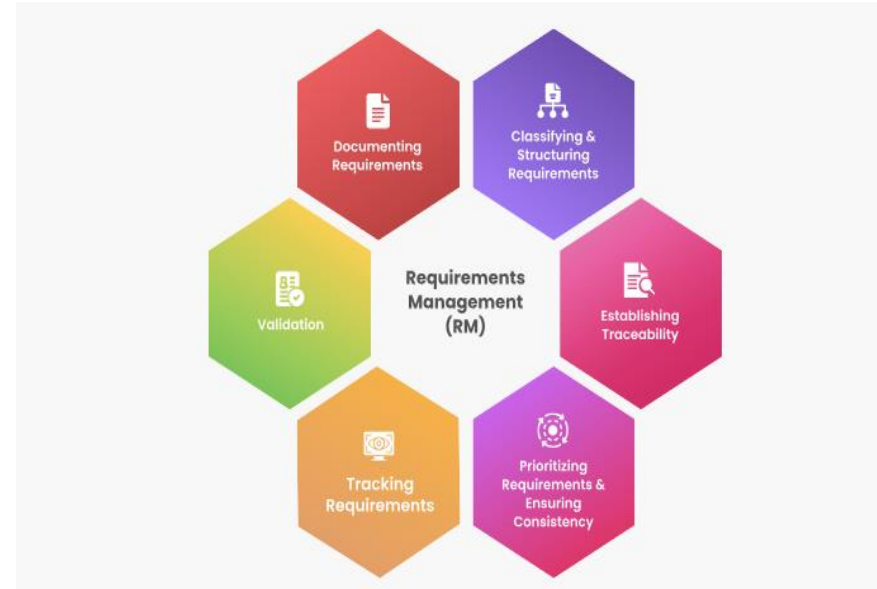 Documenting
Requirements
Classifying &
Structuring
Requirements
Requirements
Management
(RM)
Establishing
Traceability
Validation
Tracking
Requirements
Prioritizing
Requirements &
Ensuring
Consistency